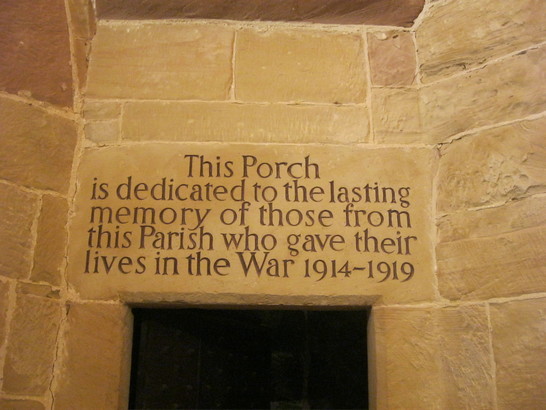 This Porch
is dedicated to the lasting
memory of those from
this Parish who gave their
lives in the War 1914-1919